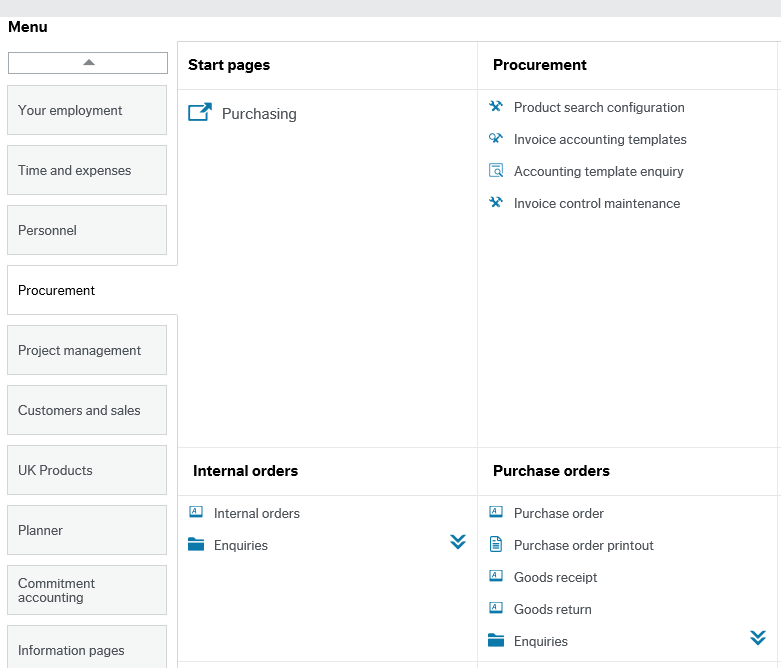 Menu
Your employment
Time and expenses
Personnel
Procurement
Project management
Customers and sales
UK Products
Planner
Commitment
accounting
Information pages
Start pages
Purchasing
Procurement
Product search configuration
Invoice accounting templates
Accounting template enquiry
Invoice control maintenance
Internal orders
Internal orders
Enquiries
Purchase orders
Purchase order
Purchase order printout
Goods receipt
Goods return
Enquiries